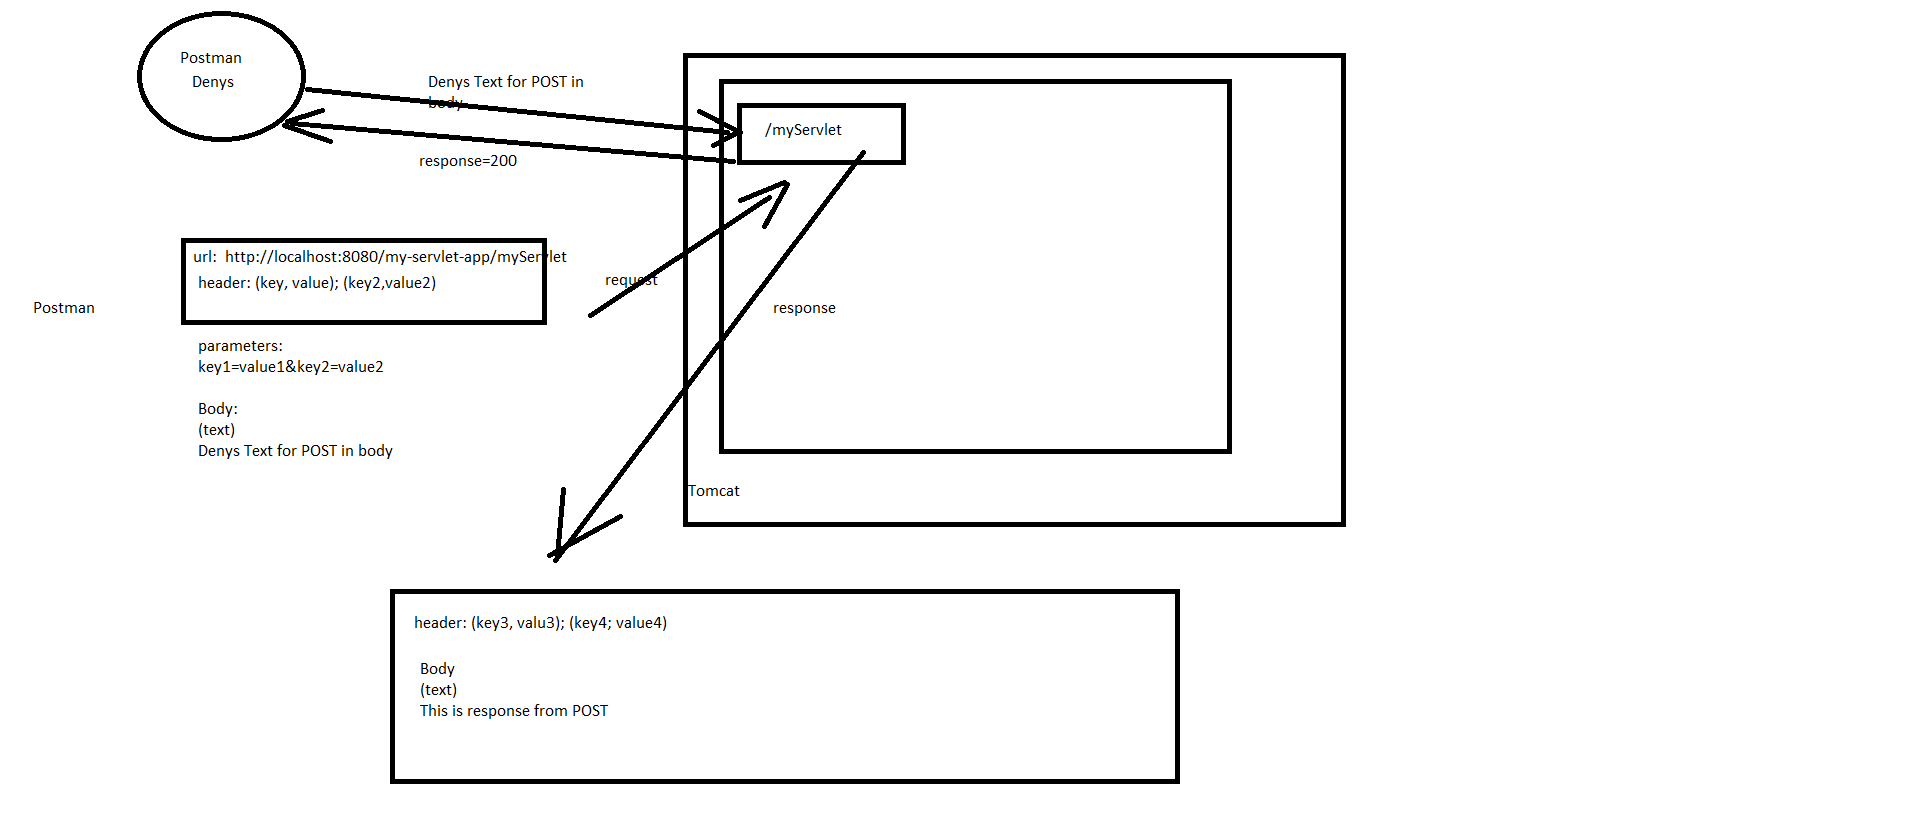 Postman
Denys
Denys Text for POST in
body
/myServlet
response=200
url:  http://localhost:8080/my-servlet-app/myServlet
header: (key, value); (key2,value2)
request
Postman
response
parameters:
key1=value1&key2=value2
Body:
(text)
Denys Text for POST in body
Tomcat
header: (key3, valu3); (key4; value4)
Body
(text)
This is response from POST